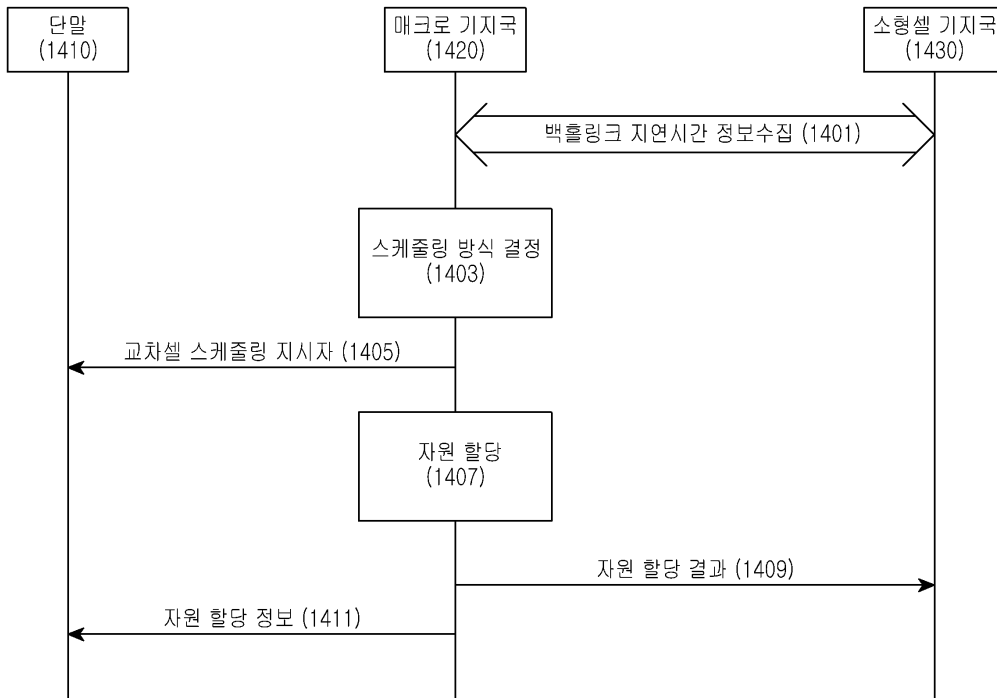 단말
(1410)
매크로 기지국
(1420)
소형셀 기지국
(1430)
백홀링크 지연시간 정보수집 (1401)
스케줄링 방식 결정
(1403)
교차셀 스케줄링 지시자 (1405)
자원 할당
(1407)
자원 할당 결과 (1409)
자원 할당 정보 (1411)